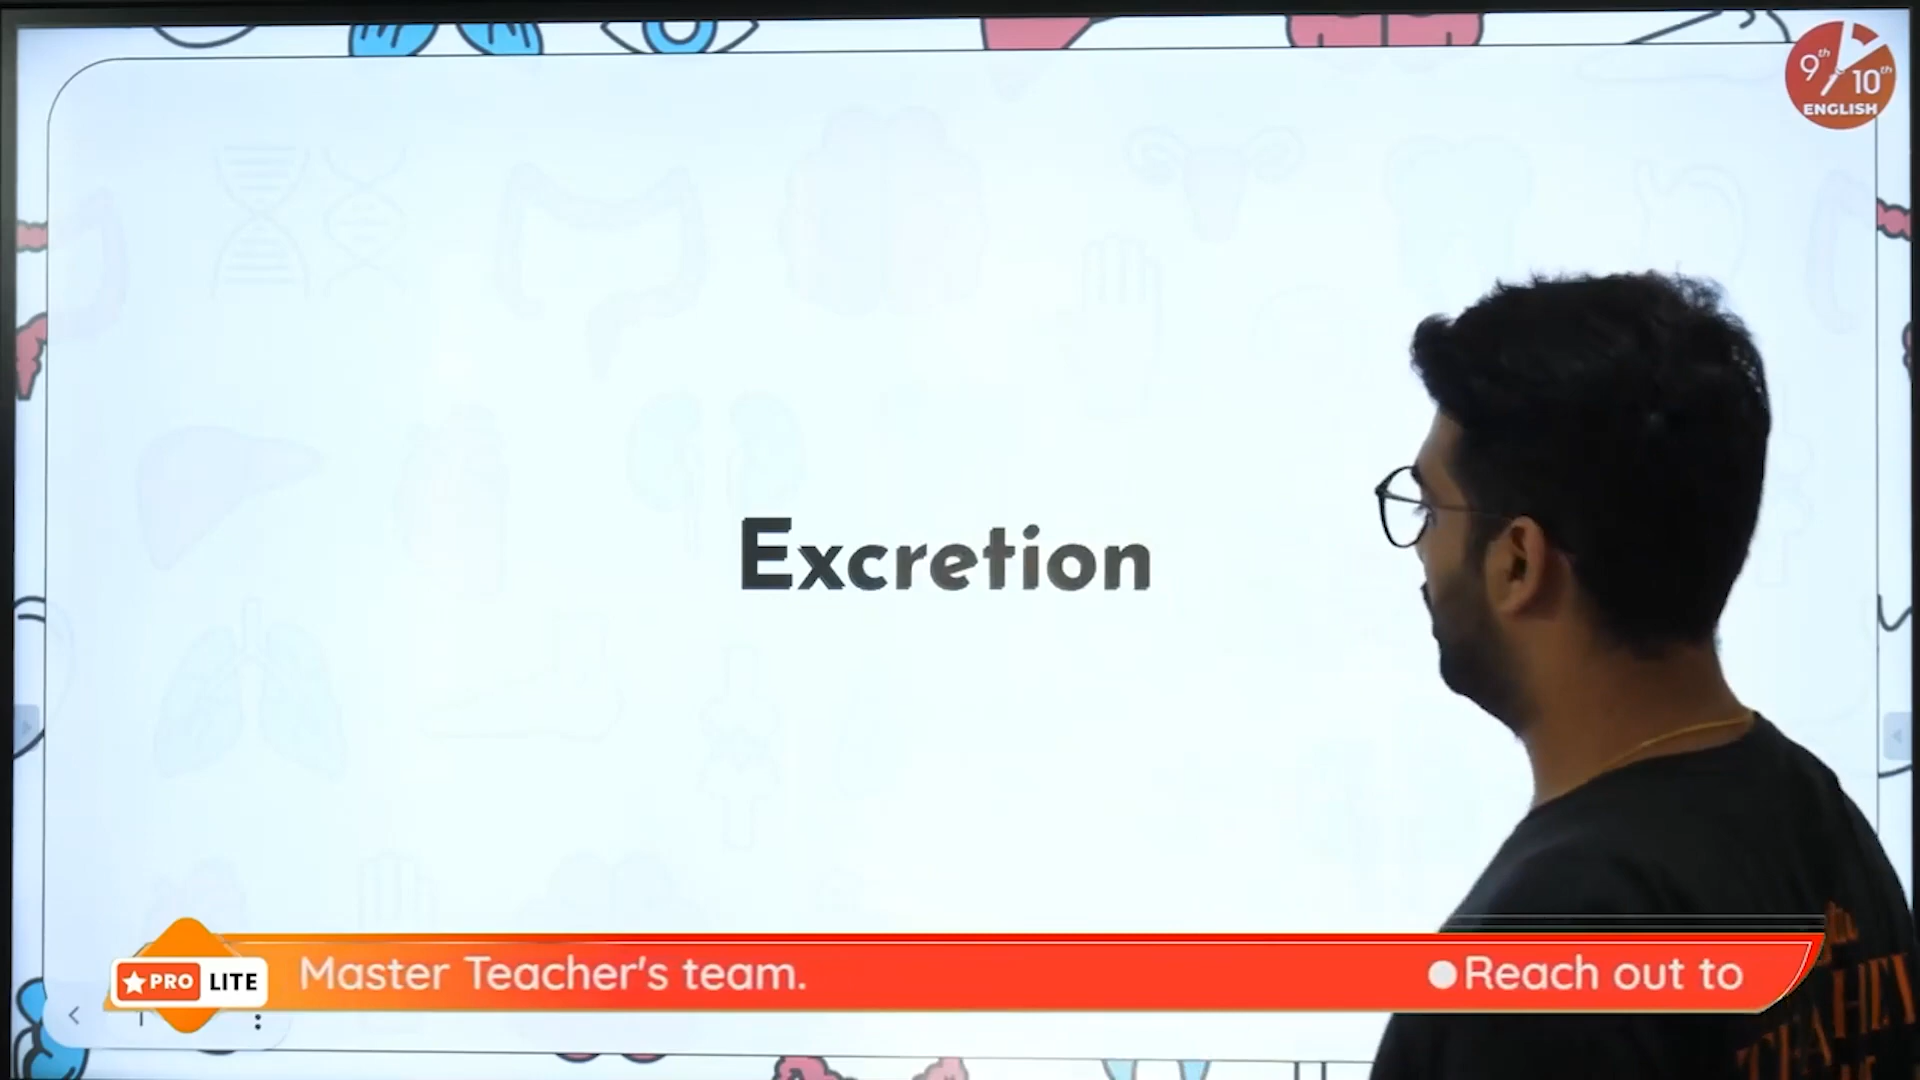 9th
10th
ENGLISH
Excretion
PRO LITE
Master Teacher's team.
Reach out to